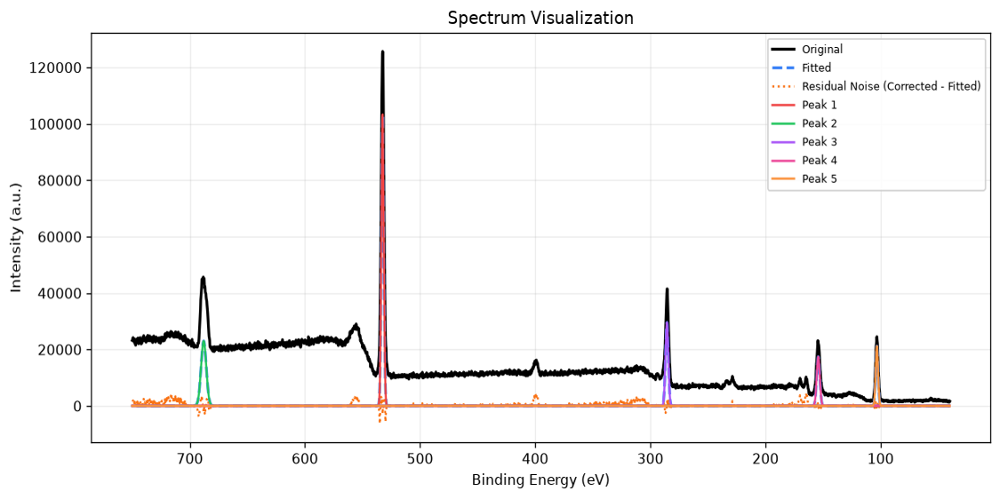 Spectrum Visualization
Intensity (a.u.)
120000
100000
80000
60000
40000
20000
0
Original
Fitted
Residual Noise (Corrected - Fitted)
Peak 1
Peak 2
Peak 3
Peak 4
Peak 5
700 600 500 400 300 200 100
Binding Energy (eV)